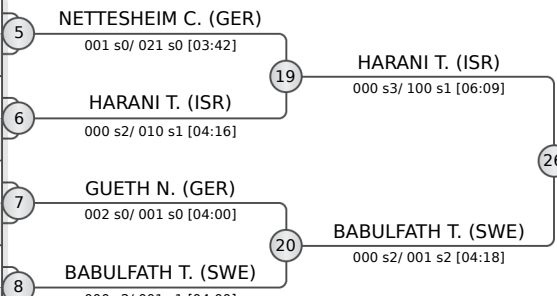 NETTESHEIM C. (GER)
5
001 s0/ 021 s0 [03:42]
19
HARANI T. (ISR)
000 s3/ 100 s1 [06:09]
HARANI T. (ISR)
6
000 s2/ 010 s1 [04:16]
26
GUETH N. (GER)
7
002 s0/ 001 s0 [04:00]
20
BABULFATH T. (SWE)
000 s2/ 001 s2 [04:18]
BABULFATH T. (SWE)
8